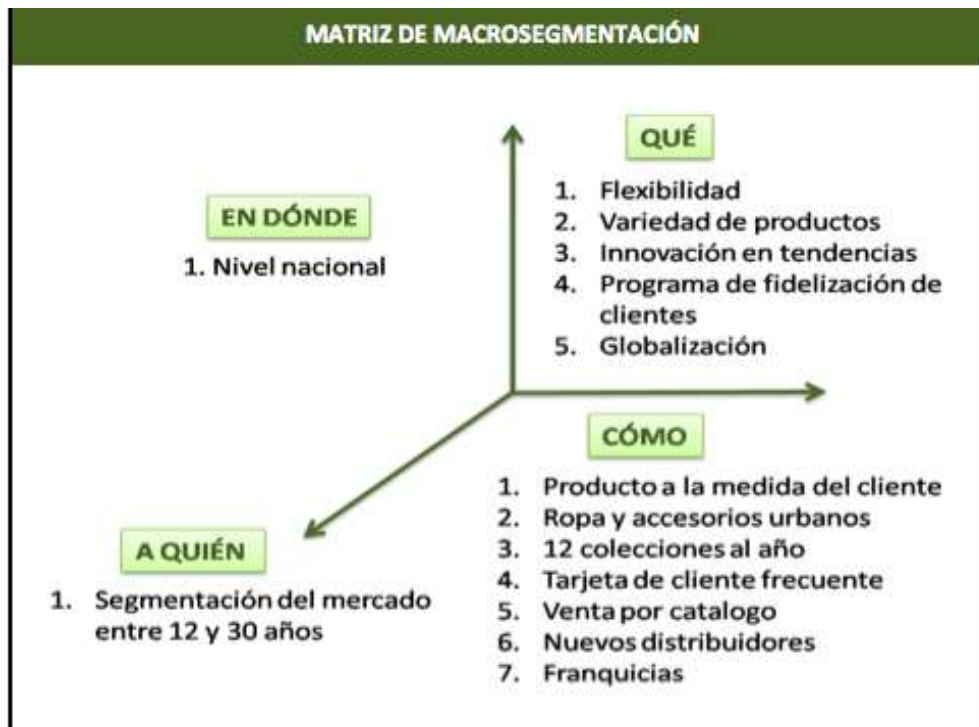 MATRIZ DE MACROSEGMENTACIÓN
QUÉ
1. Flexibilidad
2. Variedad de productos
3. Innovación en tendencias
4. Programa de fidelización de
clientes
5. Globalización
EN DÓNDE
1. Nivel nacional
CÓMO
1. Producto a la medida del cliente
2. Ropa y accesorios urbanos
3. 12 colecciones al año
4. Tarjeta de cliente frecuente
5. Venta por catalogo
6. Nuevos distribuidores
7. Franquicias
A QUIÉN
1. Segmentación del mercado
entre 12 y 30 años